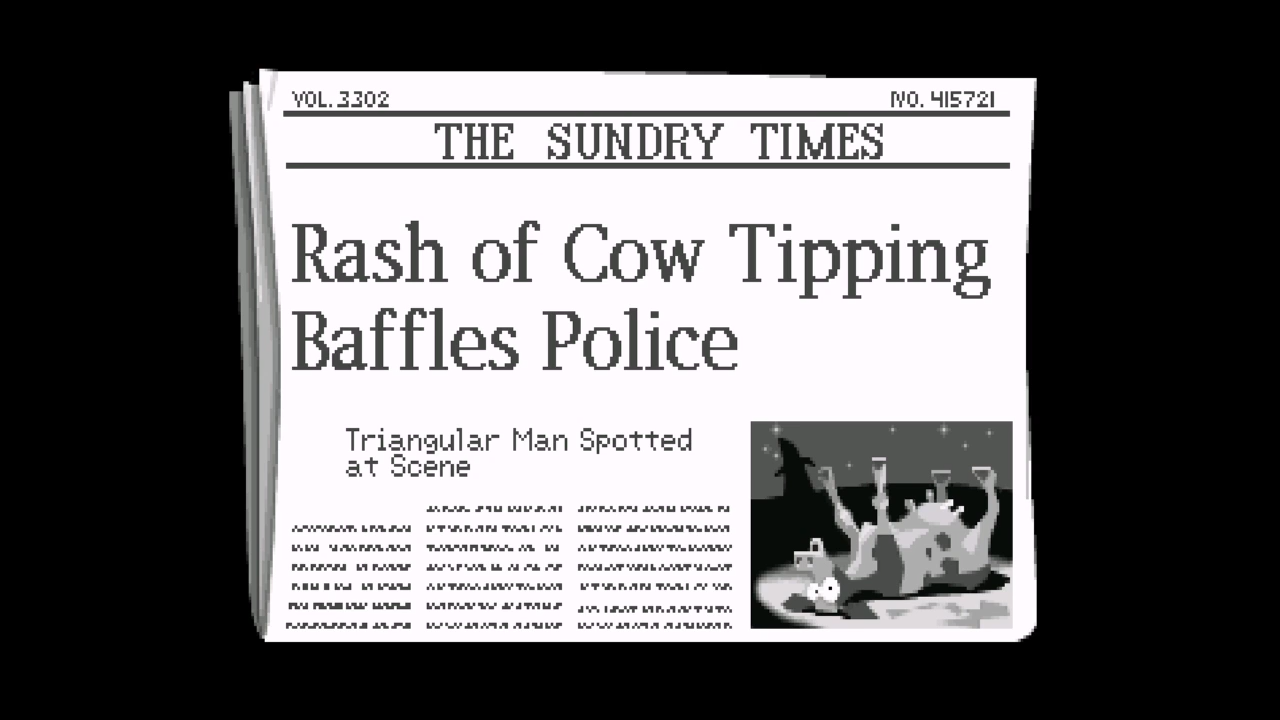 VOL. 3302
NO. 415721
THE SUNDRY TIMES
Rash of Cow Tipping
Baffles Police
Triangular Man Spotted
at Scene